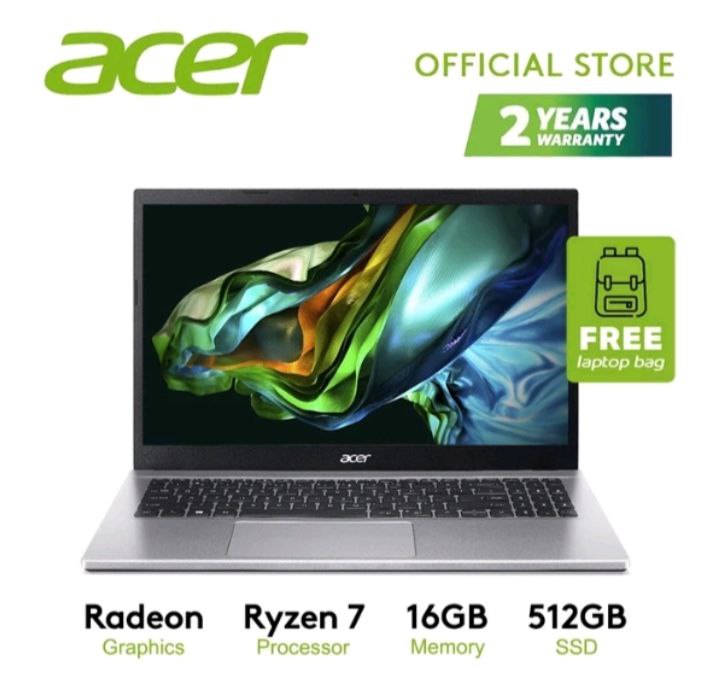 acer
OFFICIAL STORE
2 YEARS
WARRANTY
FREE
laptop bag
acer
Radeon Ryzen 7 16GB 512GB
Graphics Processor Memory SSD